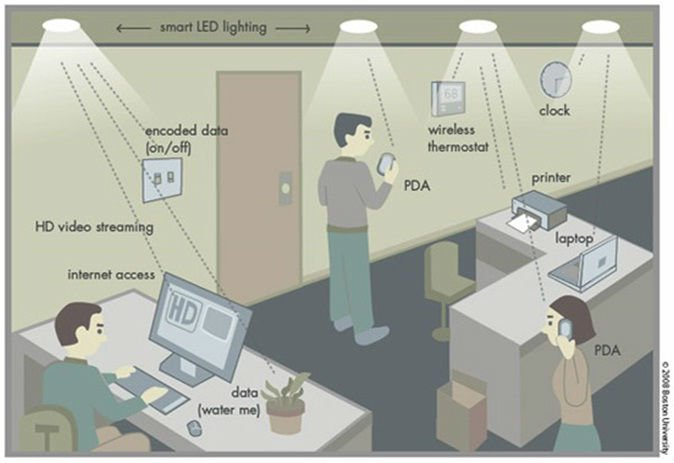 smart LED lighting
encoded data
(on/off)
68°
wireless
thermostat
clock
PDA
printer
HD video streaming
laptop
internet access
HD
PDA
data
(water me)
© 2008 Boston University